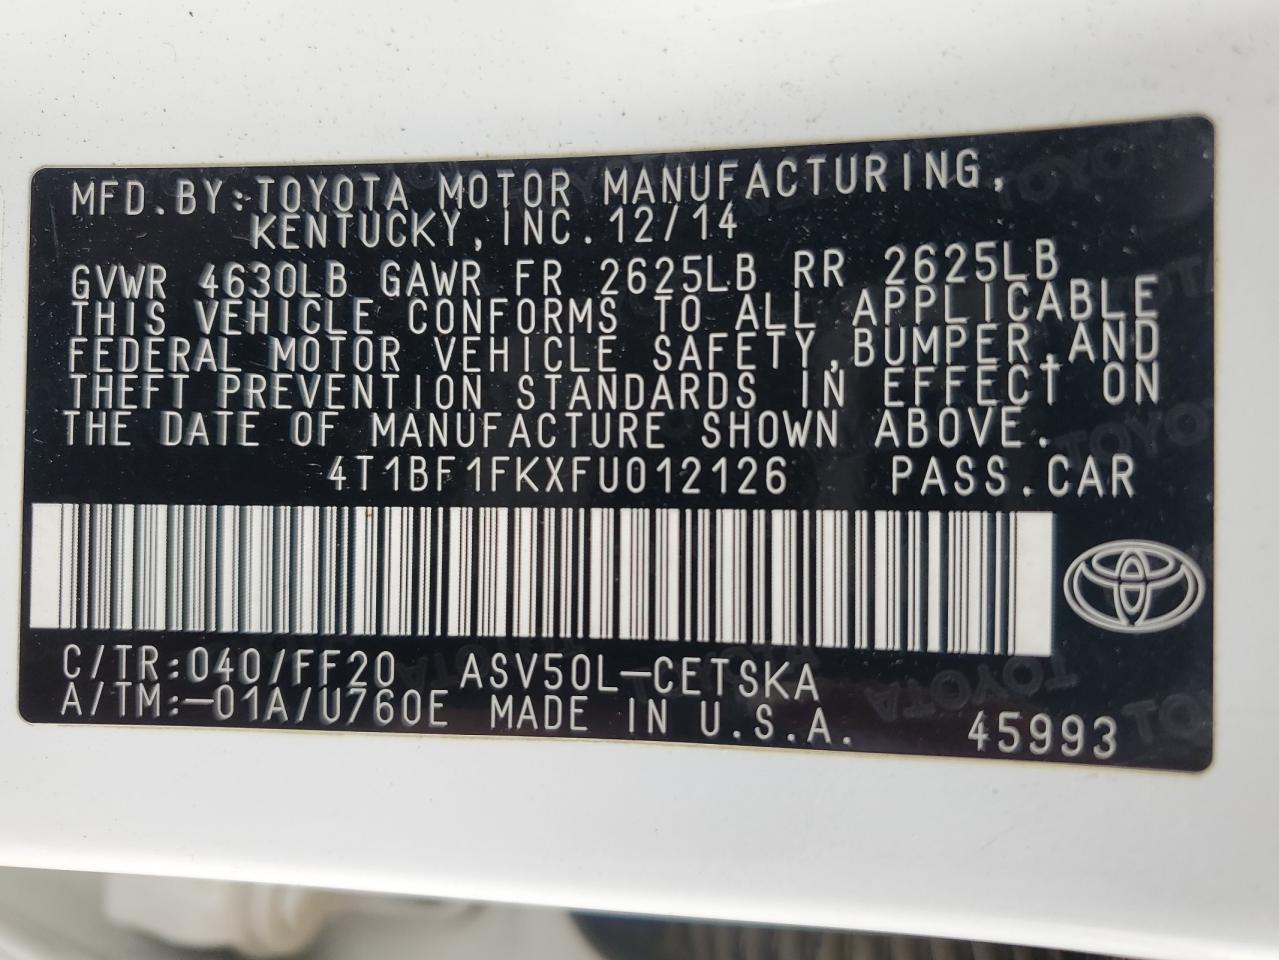 MFD.BY:TOYOTA MOTOR MANUFACTURING,
KENTUCKY,INC.12/14
GVWR 4630LB GAWR FR 2625LB RR 2625LB
THIS VEHICLE CONFORMS TO ALL APPLICABLE
FEDERAL MOTOR VEHICLE SAFETY,BUMPER,AND
THEFT PREVENTION STANDARDS IN EFFECT ON
THE DATE OF MANUFACTURE SHOWN ABOVE.
4T1BF1FKXFU012126 PASS.CAR
C/TR:040/FF20 ASV50L-CETSKA
A/TM:-01A/U760E MADE IN U.S.A. 45993